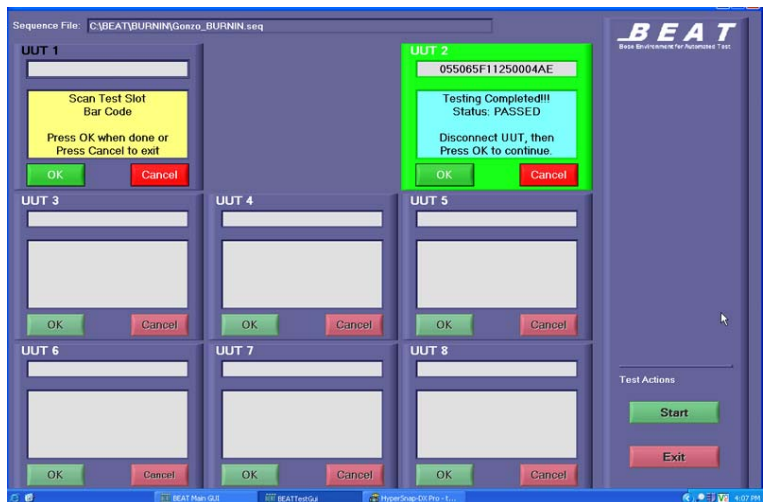 Sequence File: C:\BEAT\BURNIN\Gonzo_BURNIN.seq
BEAT
Bose Environment for Automated Test
UUT 1
Scan Test Slot
Bar Code
Press OK when done or
Press Cancel to exit
OK Cancel
UUT 2
055065F11250004AE
Testing Completed!!!
Status: PASSED
Disconnect UUT, then
Press OK to continue.
OK Cancel
UUT 3
OK Cancel
UUT 4
OK Cancel
UUT 5
OK Cancel
UUT 6
OK Cancel
UUT 7
OK Cancel
UUT 8
OK Cancel
Test Actions
Start
Exit
BEAT Main GUI
BEATTestGui
HyperSnap-DX Pro - t...
4:07 PM